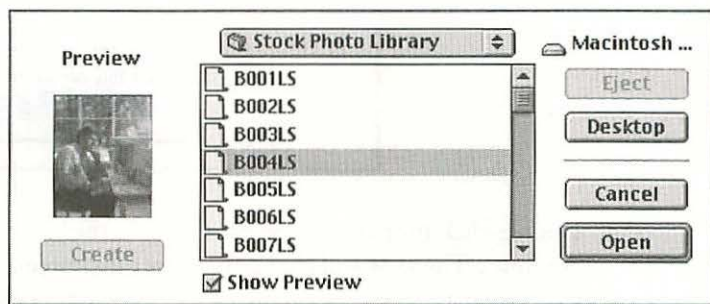 Preview
Create
Stock Photo Library
B001LS
B002LS
B003LS
B004LS
B005LS
B006LS
B007LS
Show Preview
Macintosh ...
Eject
Desktop
Cancel
Open